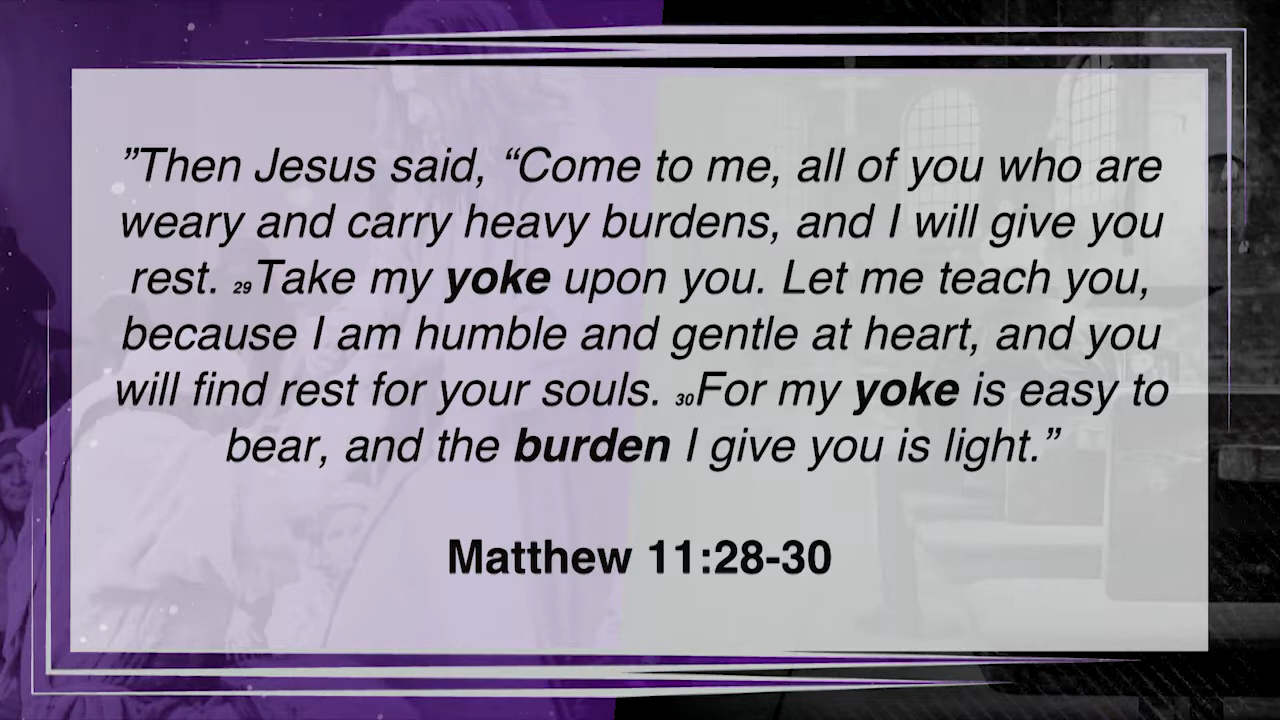 ”Then Jesus said, “Come to me, all of you who are
weary and carry heavy burdens, and I will give you
rest. 29Take my yoke upon you. Let me teach you,
because I am humble and gentle at heart, and you
will find rest for your souls. 30For my yoke is easy to
bear, and the burden I give you is light.”
Matthew 11:28-30